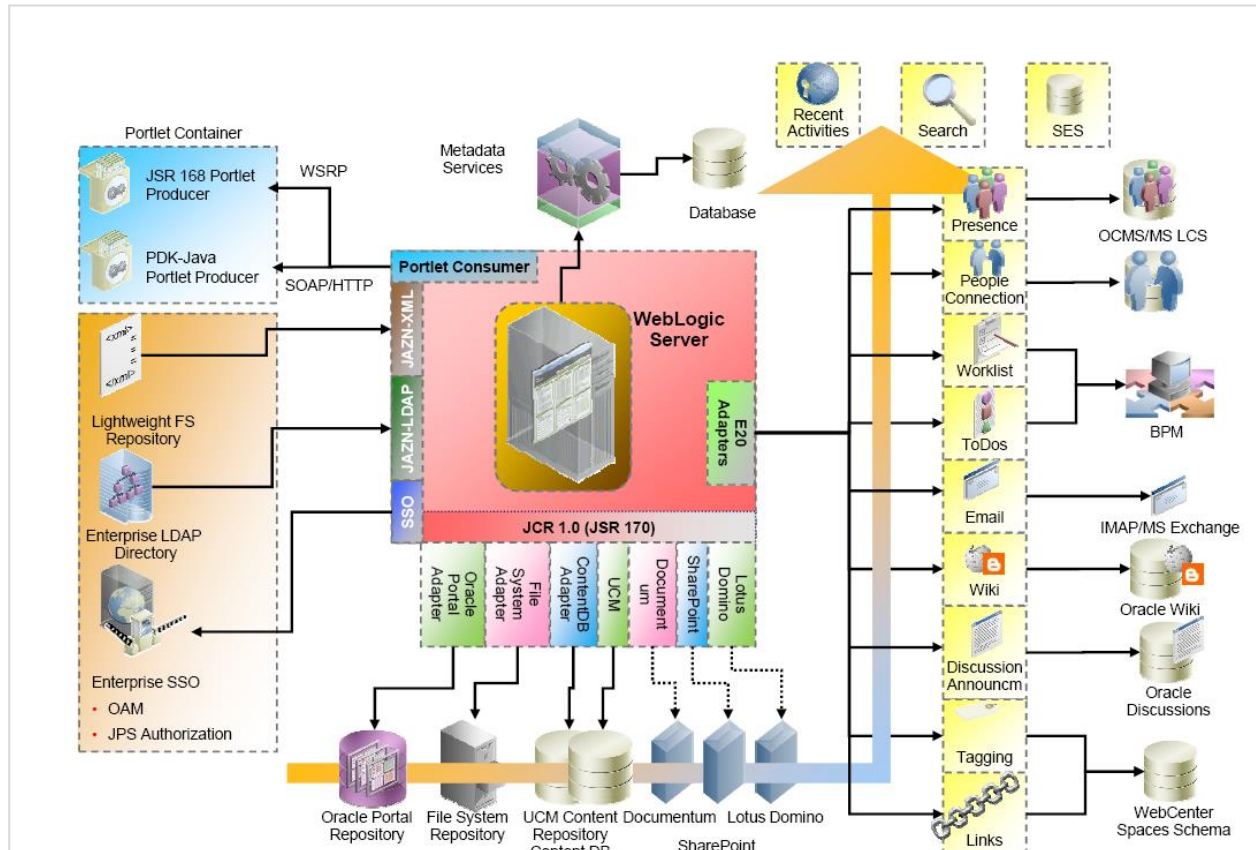 Recent
Activities
Search
SES
Portlet Container
JSR 168 Portlet
Producer
PDK-Java
Portlet Producer
WSRP
SOAP/HTTP
Metadata
Services
Database
Portlet Consumer
WebLogic
Server
JAZN-XML
JAZN-LDAP
SSO
E20
Adapters
JCR 1.0 (JSR 170)
Oracle
Portal
Adapter
File
System
Adapter
ContentDB
Adapter
UCM
Document
um
SharePoint
Lotus
Domino
<xml>
=
=
<xml>
Lightweight FS
Repository
Enterprise LDAP
Directory
Enterprise SSO
• OAM
• JPS Authorization
Oracle Portal
Repository
File System
Repository
UCM Content
Repository
Content DB
Documentum
SharePoint
Lotus Domino
Presence
People
Connection
Worklist
ToDos
Email
Wiki
Discussion
Announcm
Tagging
Links
OCMS/MS LCS
BPM
IMAP/MS Exchange
Oracle Wiki
Oracle
Discussions
WebCenter
Spaces Schema